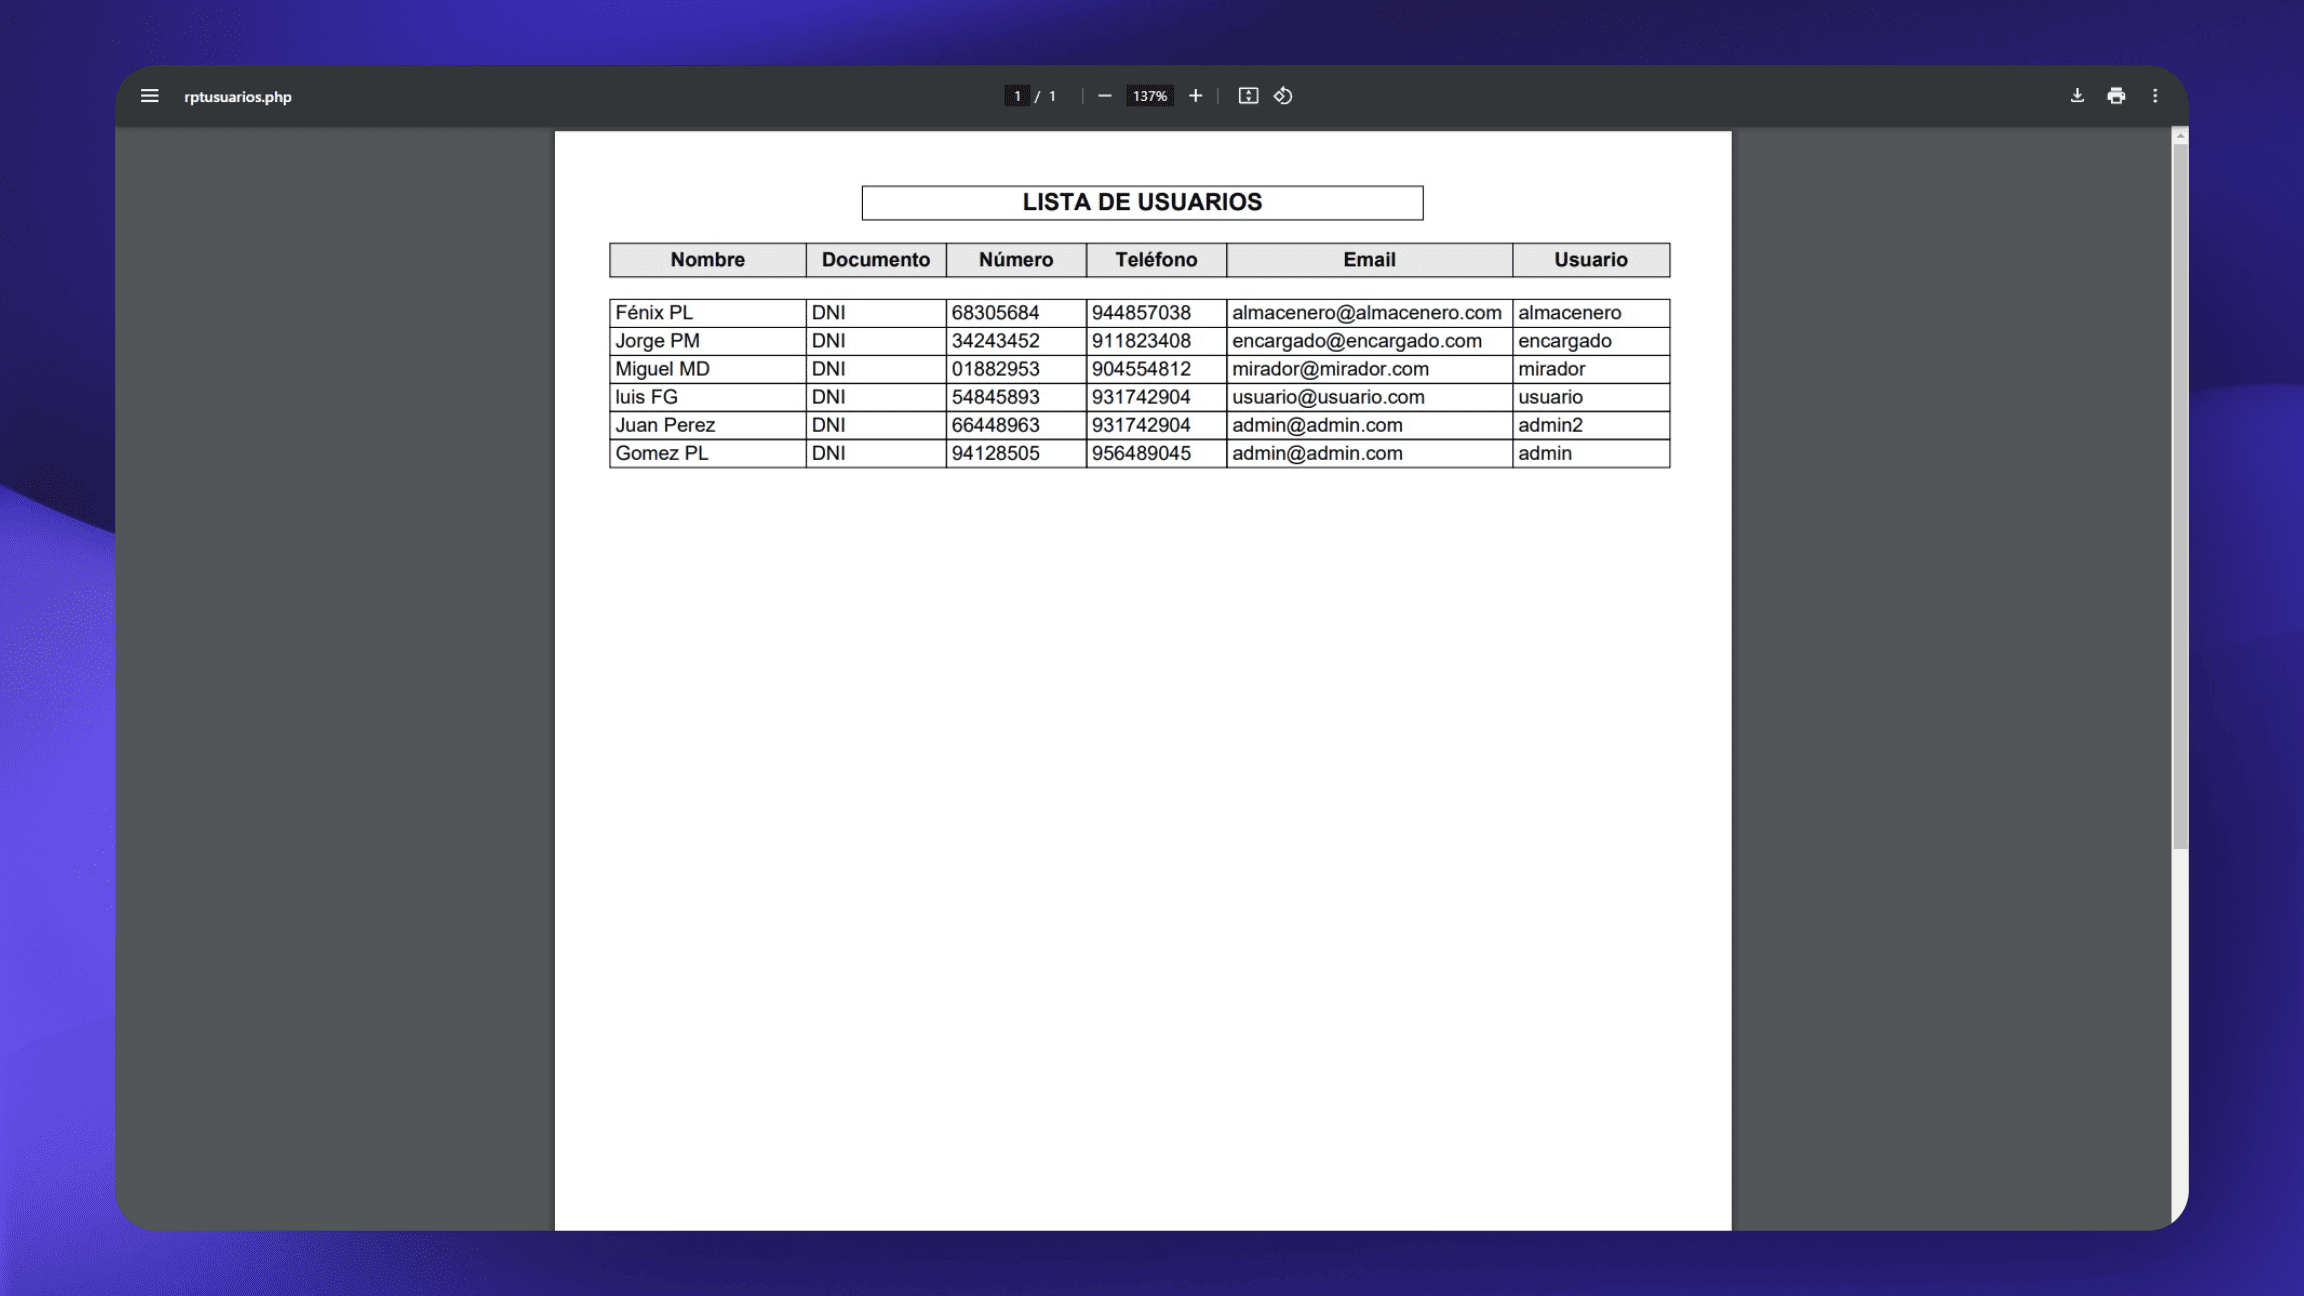 rptusuarios.php 1 / 1 137%
LISTA DE USUARIOS
Nombre Documento Número Teléfono Email Usuario
Fénix PL DNI 68305684 944857038 almacenero@almacenero.com almacenero
Jorge PM DNI 34243452 911823408 encargado@encargado.com encargado
Miguel MD DNI 01882953 904554812 mirador@mirador.com mirador
luis FG DNI 54845893 931742904 usuario@usuario.com usuario
Juan Perez DNI 66448963 931742904 admin@admin.com admin2
Gomez PL DNI 94128505 956489045 admin@admin.com admin